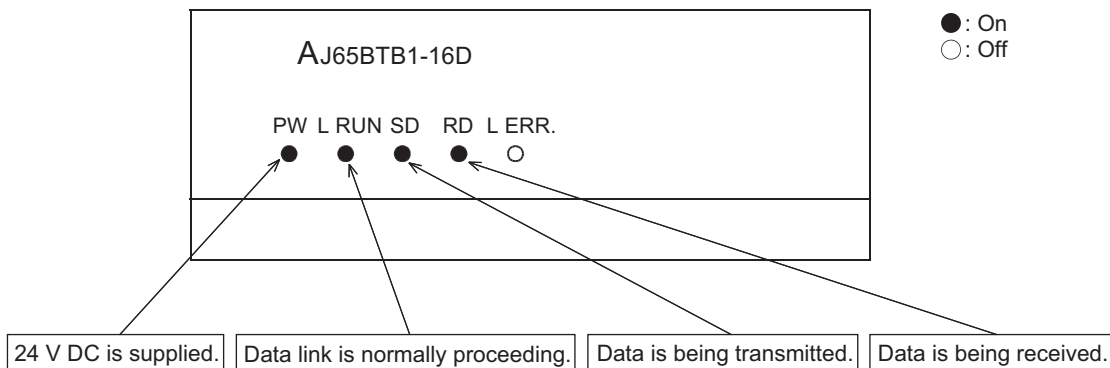 ●: On
○: Off
AJ65BTB1-16D
PW L RUN SD RD L ERR.
24 V DC is supplied.
Data link is normally proceeding.
Data is being transmitted.
Data is being received.